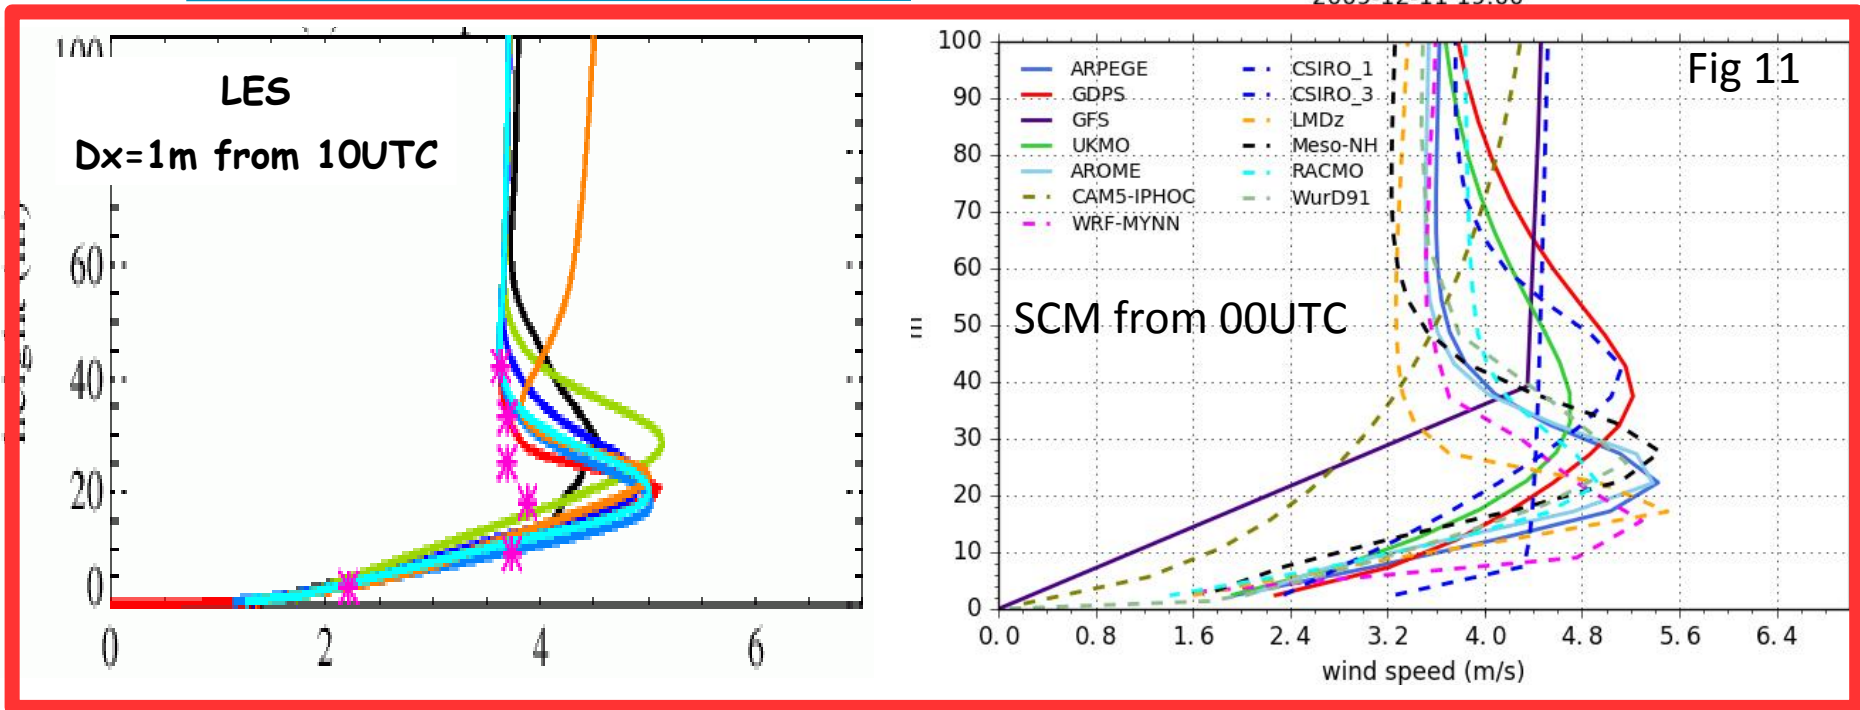 LES
Dx=1m from 10UTC
100
60
40
20
0
0 2 4 6
Fig 11
SCM from 00UTC
ARPEGE
GDPS
GFS
UKMO
AROME
CAM5-IPHOC
WRF-MYNN
CSIRO_1
CSIRO_3
LMDz
Meso-NH
RACMO
WurD91
100
90
80
70
60
50
40
30
20
10
0
m
0.0 0.8 1.6 2.4 3.2 4.0 4.8 5.6 6.4
wind speed (m/s)